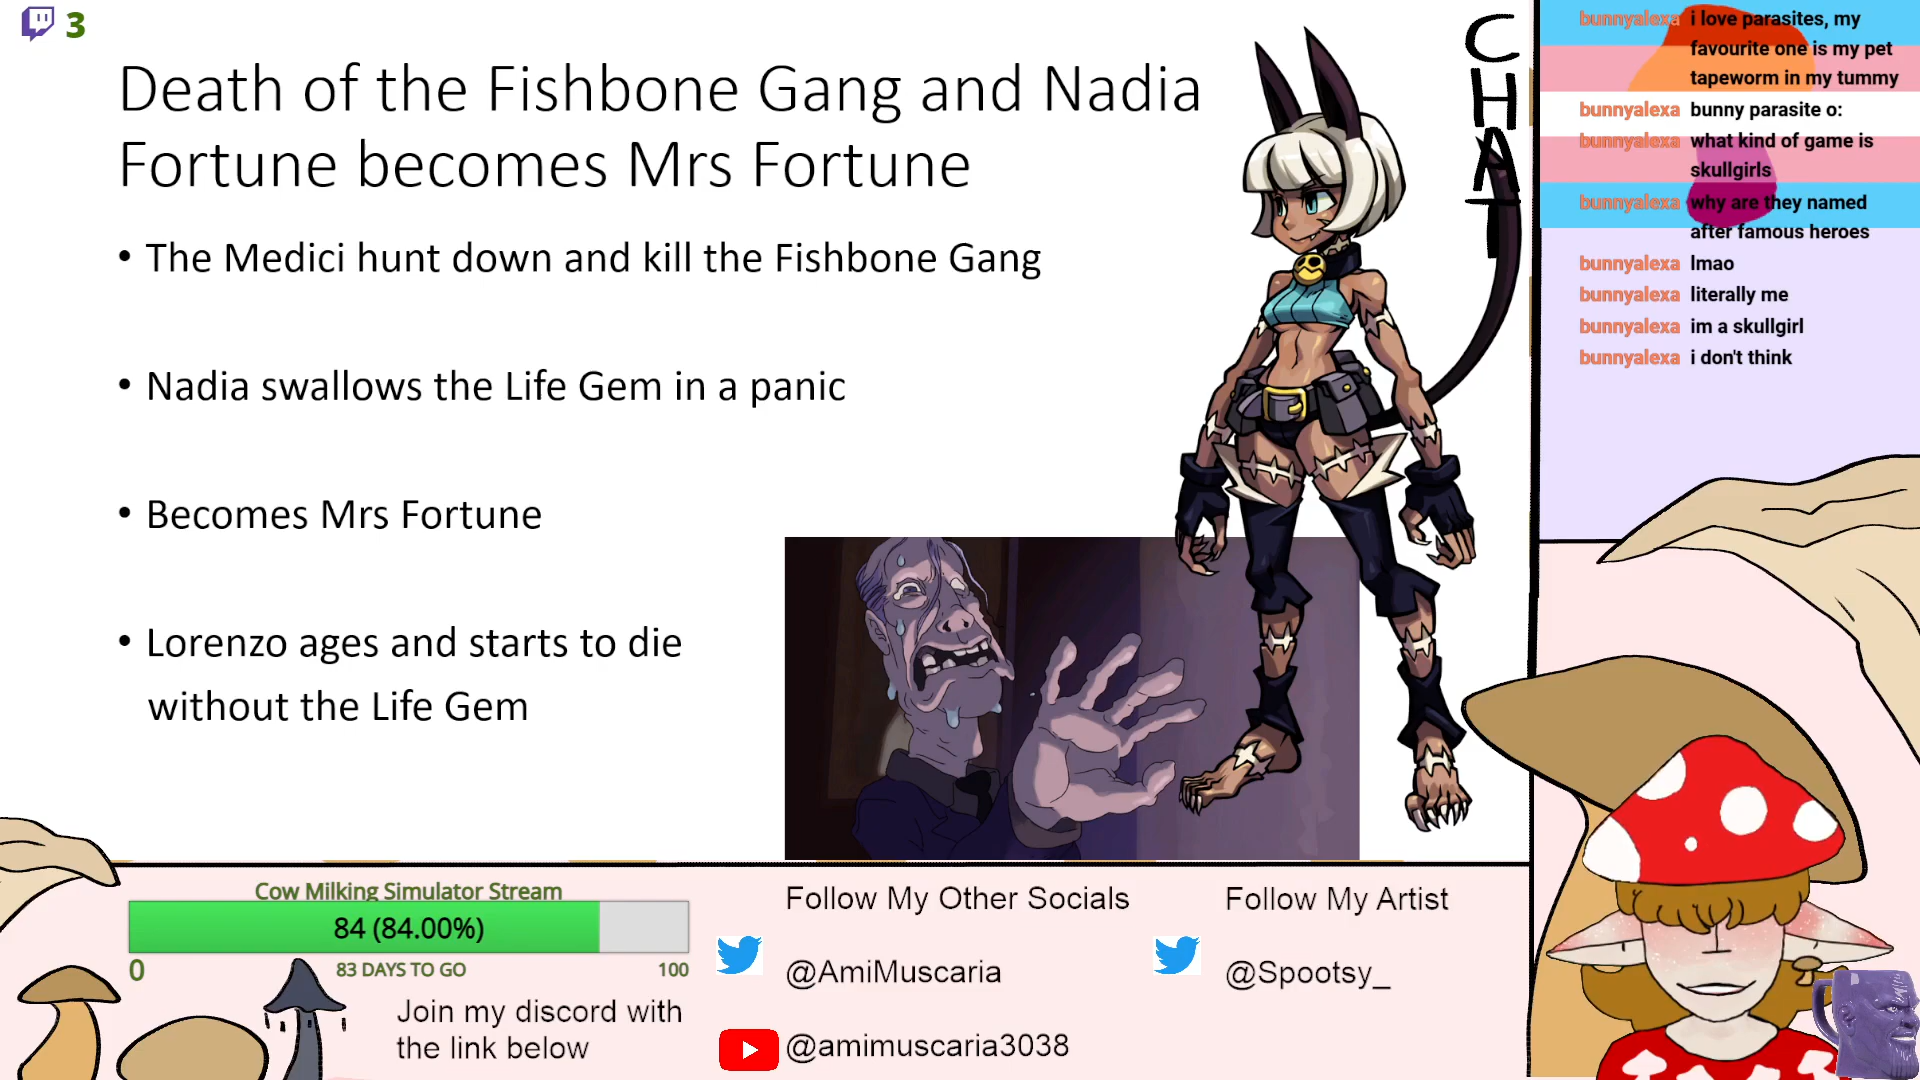 3
Death of the Fishbone Gang and Nadia
Fortune becomes Mrs Fortune
• The Medici hunt down and kill the Fishbone Gang
• Nadia swallows the Life Gem in a panic
• Becomes Mrs Fortune
• Lorenzo ages and starts to die
without the Life Gem
CHAT
bunnyalexa i love parasites, my
favourite one is my pet
tapeworm in my tummy
bunnyalexa bunny parasite o:
bunnyalexa what kind of game is
skullgirls
bunnyalexa why are they named
after famous heroes
bunnyalexa lmao
bunnyalexa literally me
bunnyalexa im a skullgirl
bunnyalexa i don't think
Cow Milking Simulator Stream
84 (84.00%)
0 83 DAYS TO GO 100
Join my discord with
the link below
Follow My Other Socials
@AmiMuscaria
@amimuscaria3038
Follow My Artist
@Spootsy_